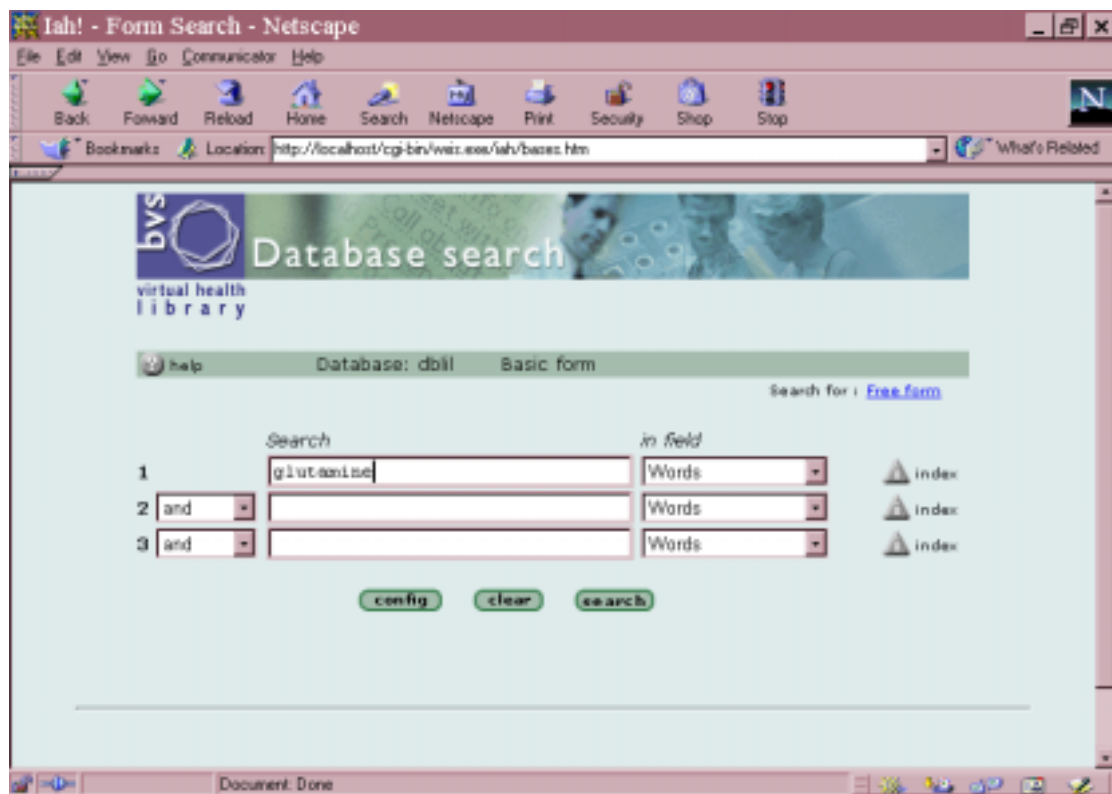 Iah! - Form Search - Netscape
File Edit View Go Communicator Help
Back Forward Reload Home Search Netscape Print Security Shop Stop
N
Bookmarks Location: http://localhost/cgi-bin/wxis.exe/iah/bases.htm What's Related
bvs
Database search
virtual health
library
help Database: dblil Basic form
Search for : Free form
Search in field
1 glutamine Words index
2 and Words index
3 and Words index
config clear search
Document: Done